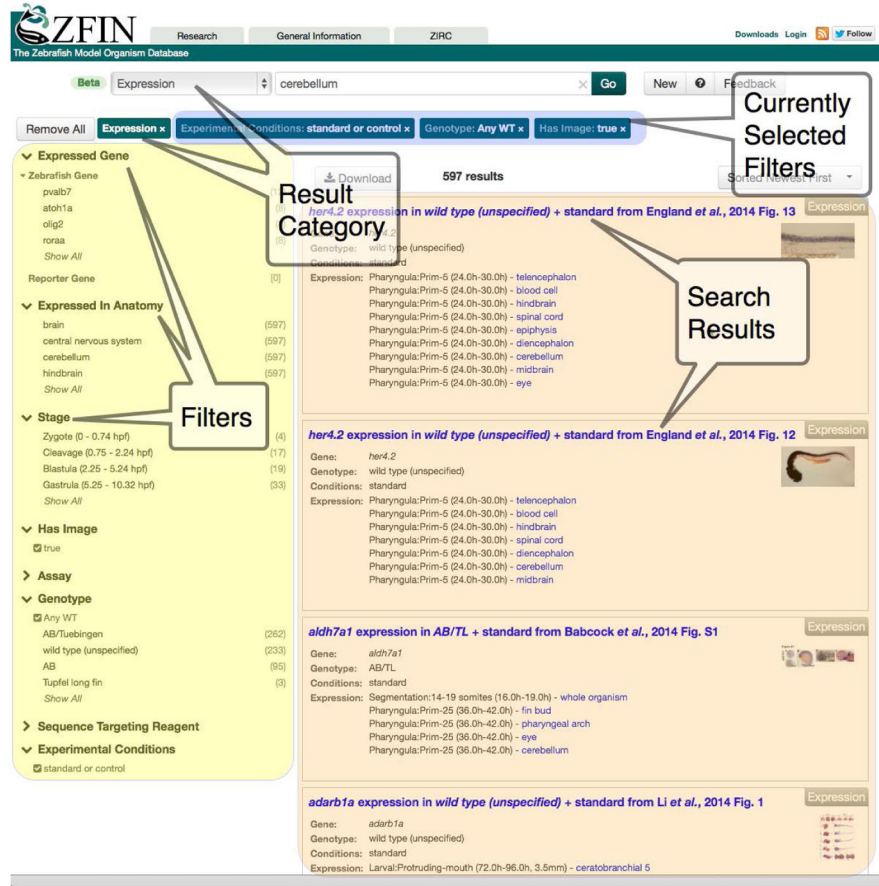 ZFIN
The Zebrafish Model Organism Database
Research
General Information
ZIRC
Downloads Login Follow
Beta
Expression
cerebellum
Go
New
Feedback
Remove All
Expression ×
Experimental Conditions: standard or control ×
Genotype: Any WT ×
Has Image: true ×
Currently
Selected
Filters
Result
Category
Filters
Search
Results
Expressed Gene
Zebrafish Gene
pvalb7
atoh1a
olig2
roraa
Show All
Reporter Gene [0]
Expressed In Anatomy
brain (597)
central nervous system (597)
cerebellum (597)
hindbrain (597)
Show All
Stage
Zygote (0 - 0.74 hpf) (4)
Cleavage (0.75 - 2.24 hpf) (17)
Blastula (2.25 - 5.24 hpf) (19)
Gastrula (5.25 - 10.32 hpf) (33)
Show All
Has Image
true
Assay
Genotype
Any WT
AB/Tuebingen (262)
wild type (unspecified) (233)
AB (95)
Tupfel long fin (3)
Show All
Sequence Targeting Reagent
Experimental Conditions
standard or control
Download
597 results
Sorted Newest First
her4.2 expression in wild type (unspecified) + standard from England et al., 2014 Fig. 13
Expression
her4.2
Genotype: wild type (unspecified)
Conditions: standard
Expression: Pharyngula:Prim-5 (24.0h-30.0h) - telencephalon
Pharyngula:Prim-5 (24.0h-30.0h) - blood cell
Pharyngula:Prim-5 (24.0h-30.0h) - hindbrain
Pharyngula:Prim-5 (24.0h-30.0h) - spinal cord
Pharyngula:Prim-5 (24.0h-30.0h) - epiphysis
Pharyngula:Prim-5 (24.0h-30.0h) - diencephalon
Pharyngula:Prim-5 (24.0h-30.0h) - cerebellum
Pharyngula:Prim-5 (24.0h-30.0h) - midbrain
Pharyngula:Prim-5 (24.0h-30.0h) - eye
her4.2 expression in wild type (unspecified) + standard from England et al., 2014 Fig. 12
Expression
Gene: her4.2
Genotype: wild type (unspecified)
Conditions: standard
Expression: Pharyngula:Prim-5 (24.0h-30.0h) - telencephalon
Pharyngula:Prim-5 (24.0h-30.0h) - blood cell
Pharyngula:Prim-5 (24.0h-30.0h) - hindbrain
Pharyngula:Prim-5 (24.0h-30.0h) - spinal cord
Pharyngula:Prim-5 (24.0h-30.0h) - diencephalon
Pharyngula:Prim-5 (24.0h-30.0h) - cerebellum
Pharyngula:Prim-5 (24.0h-30.0h) - midbrain
aldh7a1 expression in AB/TL + standard from Babcock et al., 2014 Fig. S1
Expression
Gene: aldh7a1
Genotype: AB/TL
Conditions: standard
Expression: Segmentation:14-19 somites (16.0h-19.0h) - whole organism
Pharyngula:Prim-25 (36.0h-42.0h) - fin bud
Pharyngula:Prim-25 (36.0h-42.0h) - pharyngeal arch
Pharyngula:Prim-25 (36.0h-42.0h) - eye
Pharyngula:Prim-25 (36.0h-42.0h) - cerebellum
adarb1a expression in wild type (unspecified) + standard from Li et al., 2014 Fig. 1
Expression
Gene: adarb1a
Genotype: wild type (unspecified)
Conditions: standard
Expression: Larval:Protruding-mouth (72.0h-96.0h, 3.5mm) - ceratobranchial 5